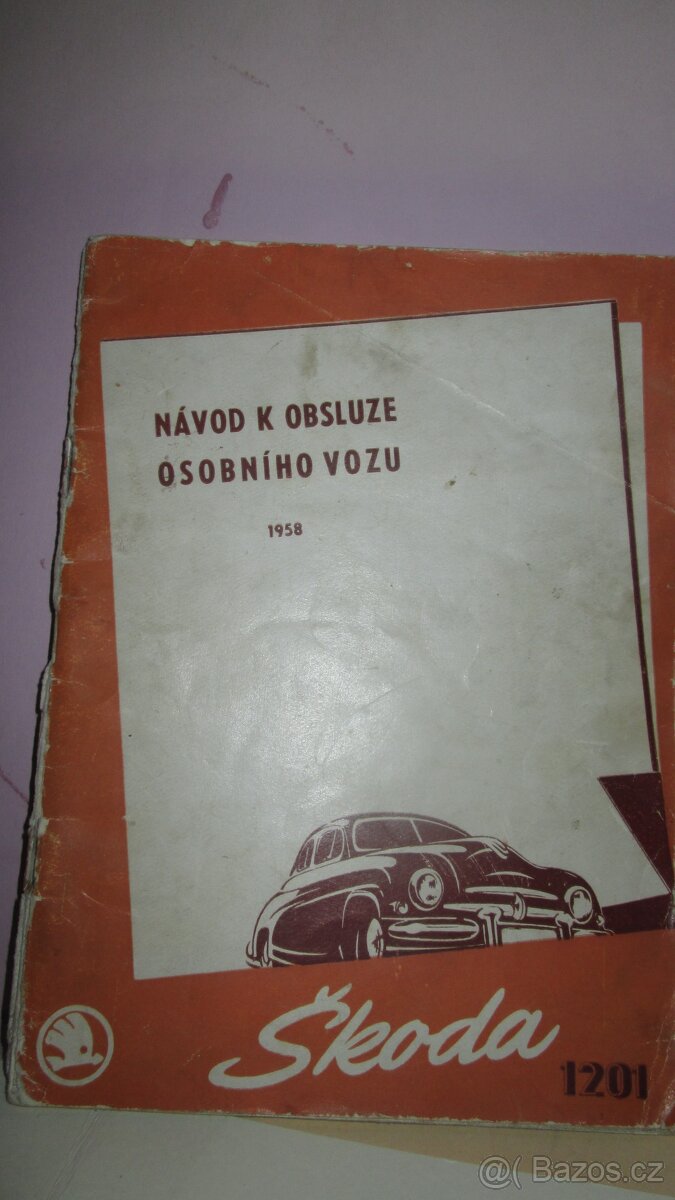 NÁVOD K OBSLUZE
OSOBNÍHO VOZU
1958
Škoda
1201
@( Bazos.cz